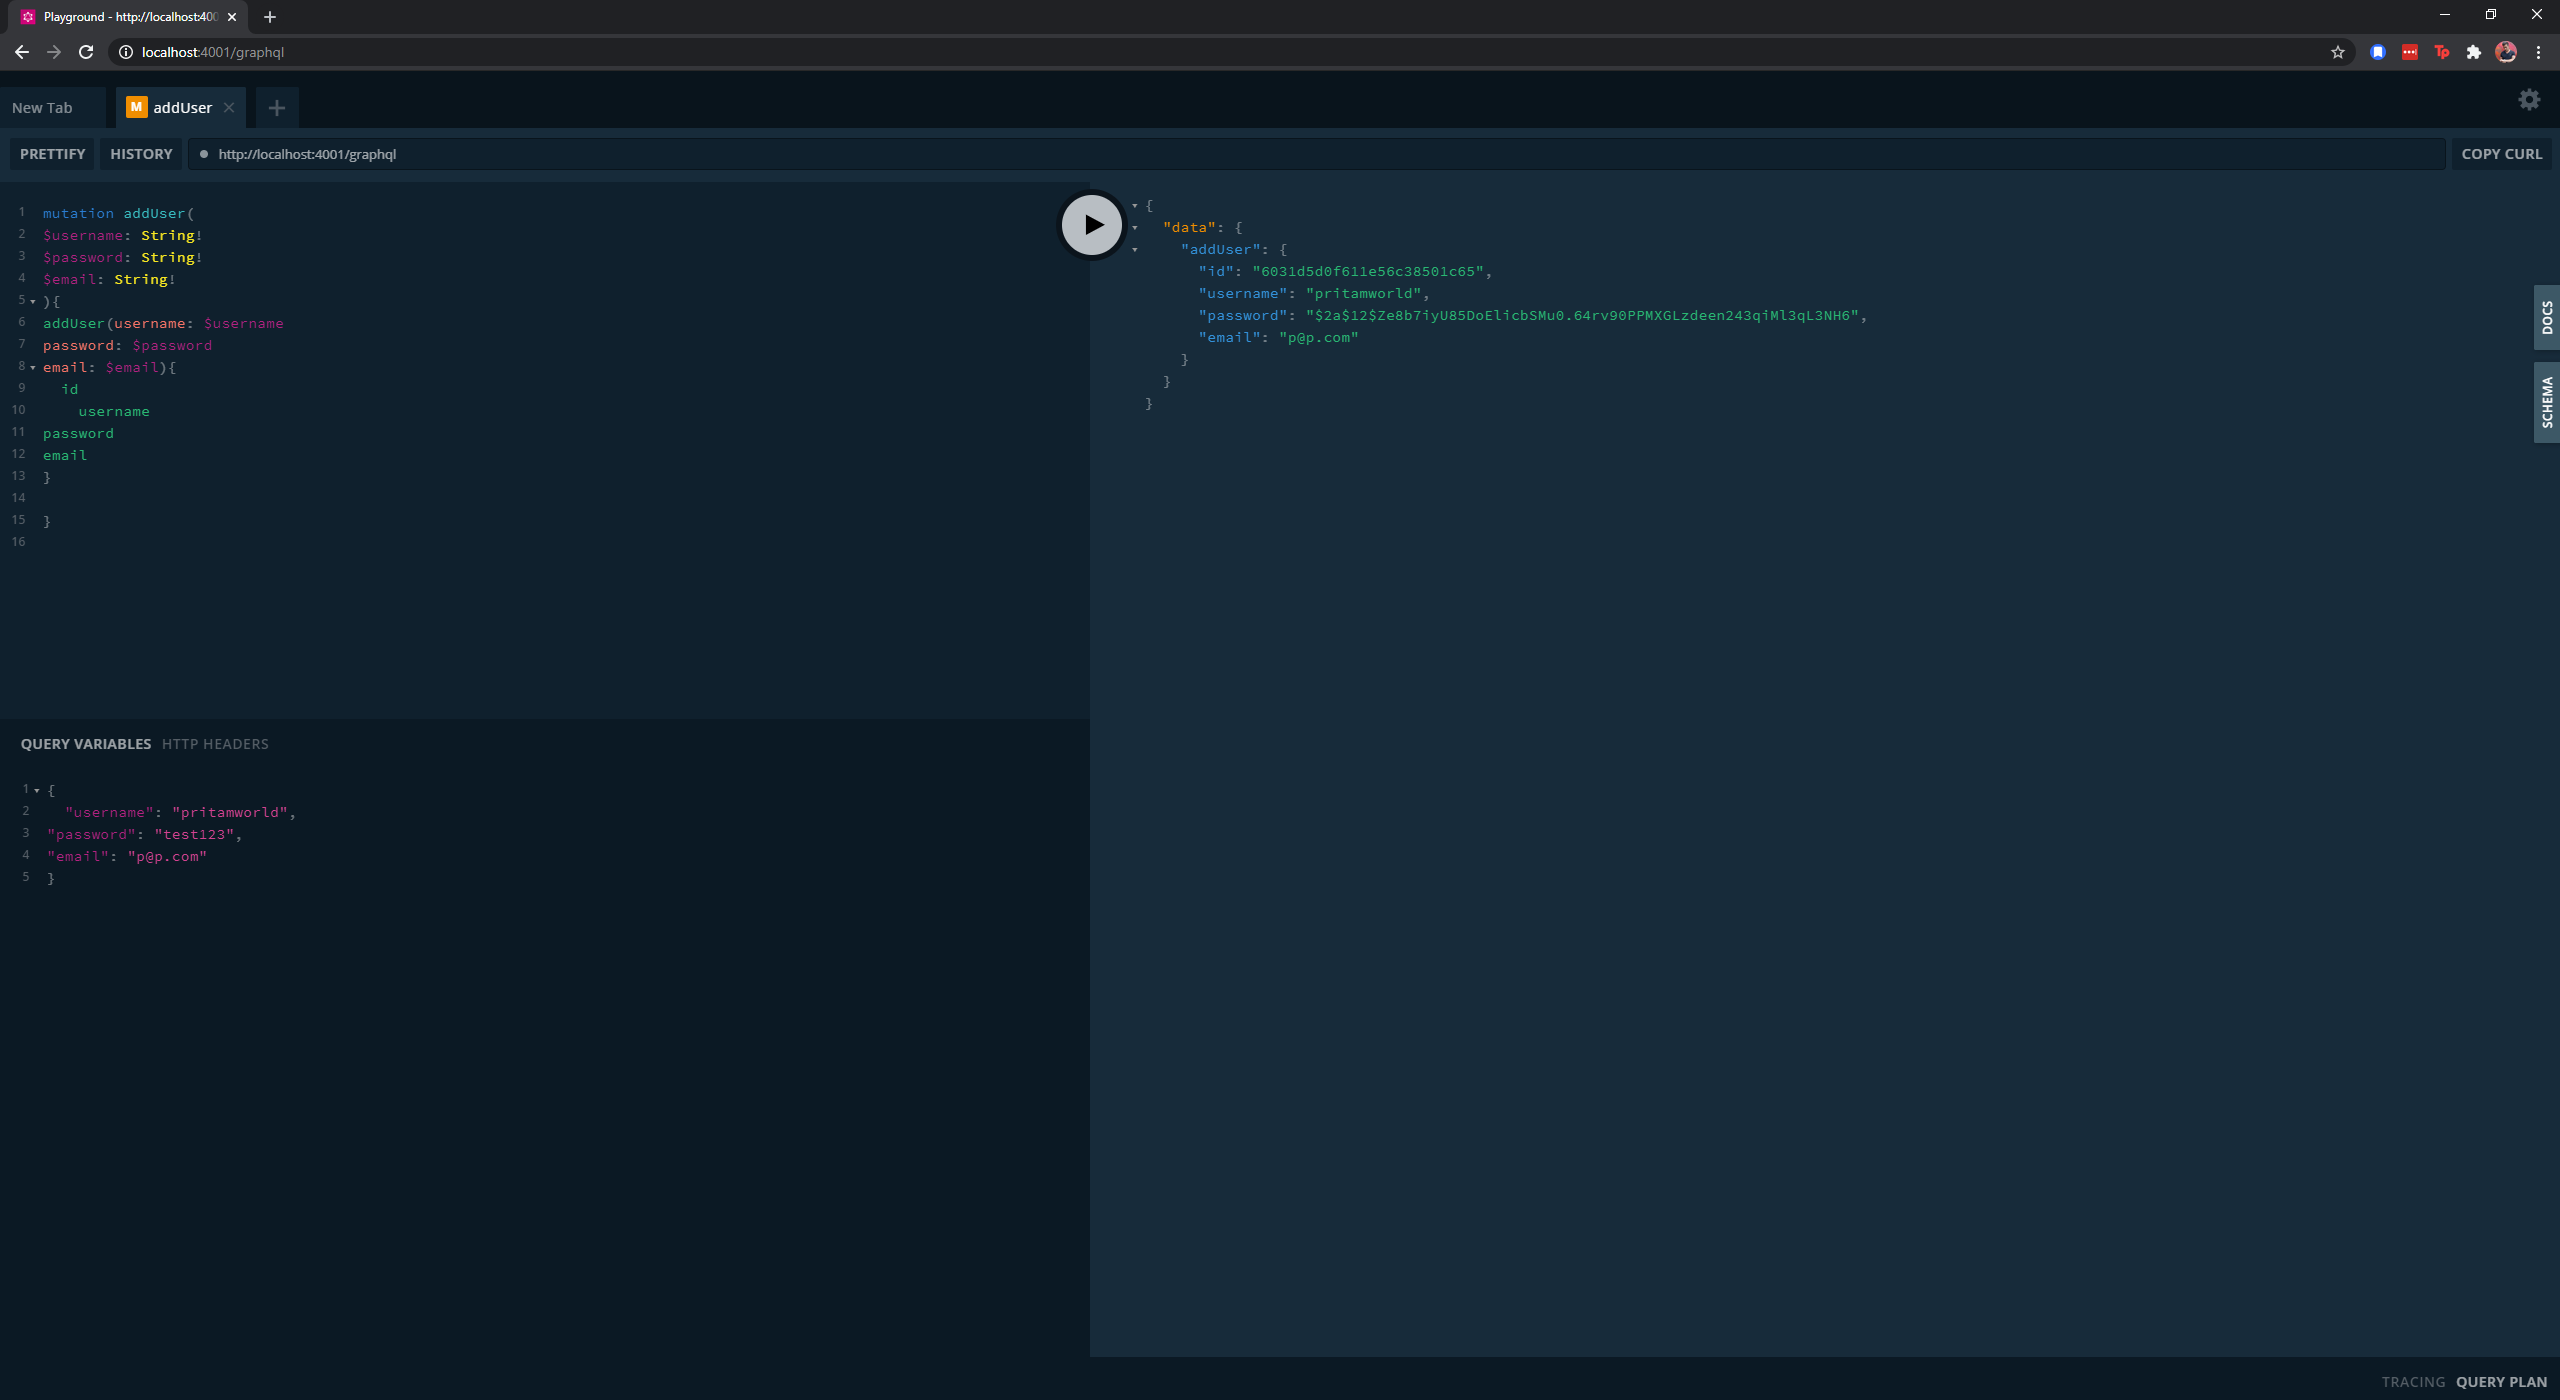 Playground - http://localhost:400
localhost:4001/graphql
New Tab
M addUser
PRETTIFY HISTORY http://localhost:4001/graphql COPY CURL
1 mutation addUser(
2 $username: String!
3 $password: String!
4 $email: String!
5 ){
6 addUser(username: $username
7 password: $password
8 email: $email){
9 id
10 username
11 password
12 email
13 }
14
15 }
16
{
"data": {
"addUser": {
"id": "6031d5d0f611e56c38501c65",
"username": "pritamworld",
"password": "$2a$12$Ze8b7iyU85DoElicbSMu0.64rv90PPMXGLzdeen243qiMl3qL3NH6",
"email": "p@p.com"
}
}
}
DOCS
SCHEMA
QUERY VARIABLES HTTP HEADERS
1 {
2 "username": "pritamworld",
3 "password": "test123",
4 "email": "p@p.com"
5 }
TRACING QUERY PLAN